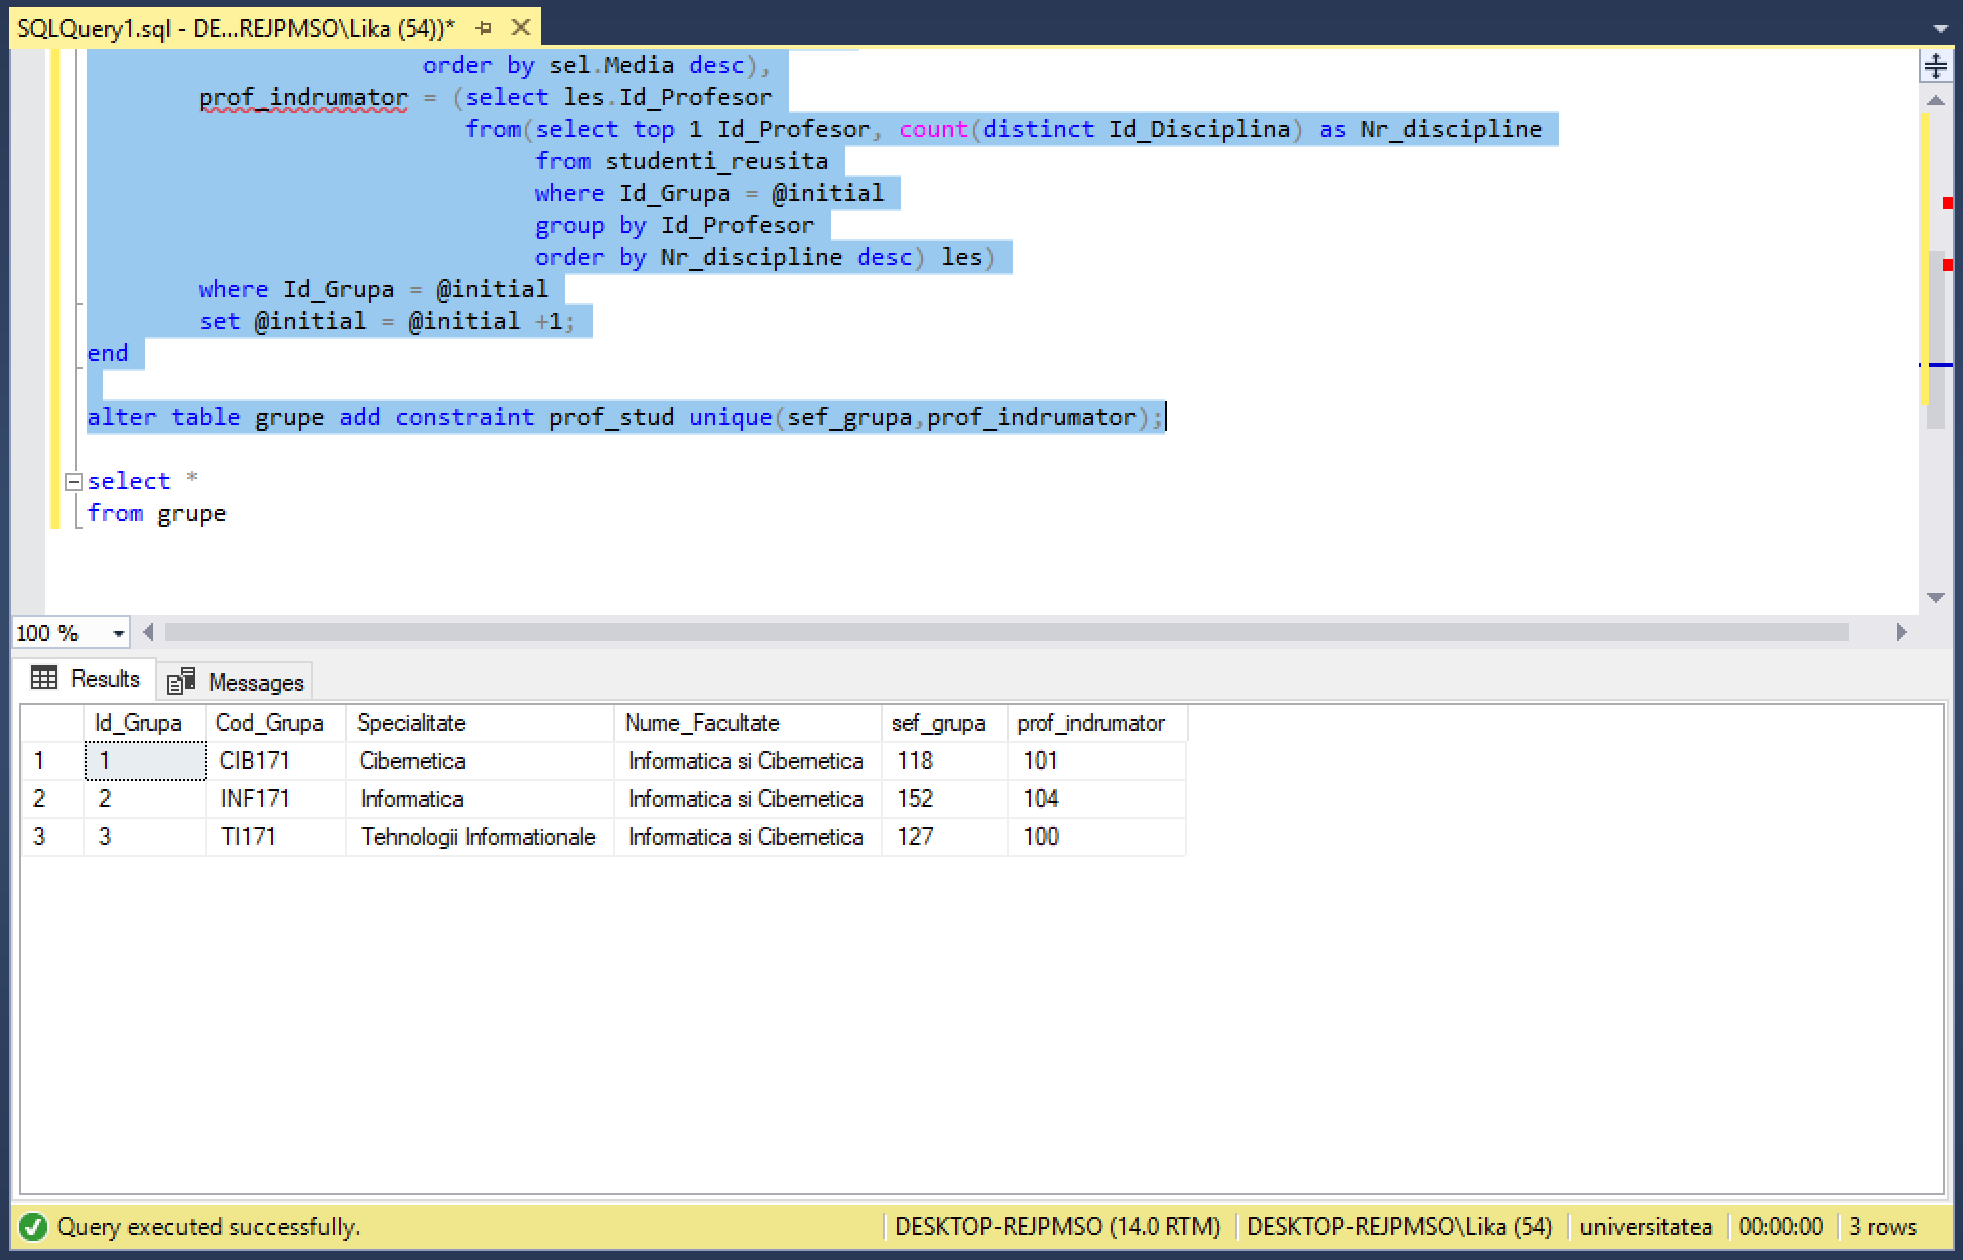 SQLQuery1.sql - DE...REJPMSO\Lika (54))*
order by sel.Media desc),
prof_indrumator = (select les.Id_Profesor
from(select top 1 Id_Profesor, count(distinct Id_Disciplina) as Nr_discipline
from studenti_reusita
where Id_Grupa = @initial
group by Id_Profesor
order by Nr_discipline desc) les)
where Id_Grupa = @initial
set @initial = @initial +1;
end
alter table grupe add constraint prof_stud unique(sef_grupa,prof_indrumator);
select *
from grupe
100 %
Results Messages
Id_Grupa Cod_Grupa Specialitate Nume_Facultate sef_grupa prof_indrumator
1 1 CIB171 Cibernetica Informatica si Cibernetica 118 101
2 2 INF171 Informatica Informatica si Cibernetica 152 104
3 3 TI171 Tehnologii Informationale Informatica si Cibernetica 127 100
Query executed successfully. DESKTOP-REJPMSO (14.0 RTM) DESKTOP-REJPMSO\Lika (54) universitatea 00:00:00 3 rows